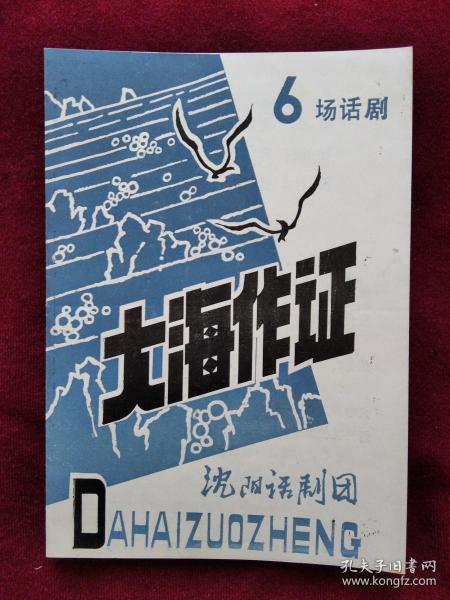 6场话剧
大海作证
沈阳话剧团
DAHAIZUOZHENG
孔夫子旧书网
www.kongfz.com